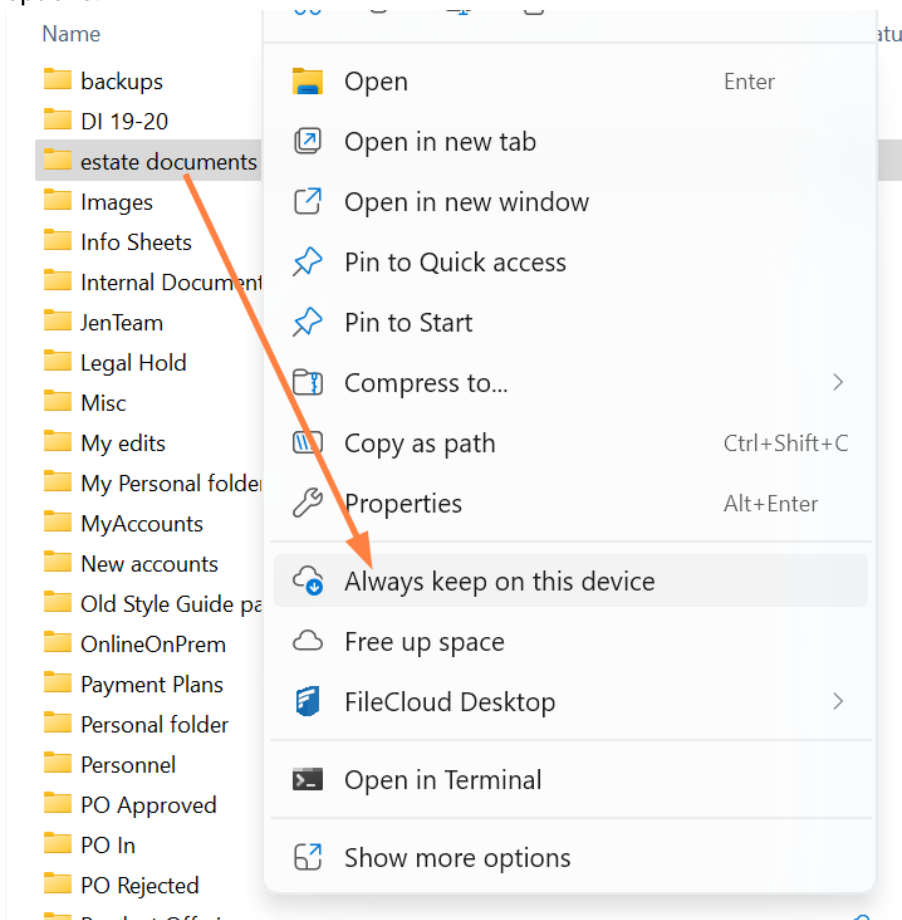 Name
backups
DI 19-20
estate documents
Images
Info Sheets
Internal Document
JenTeam
Legal Hold
Misc
My edits
My Personal folder
MyAccounts
New accounts
Old Style Guide pa
OnlineOnPrem
Payment Plans
Personal folder
Personnel
PO Approved
PO In
PO Rejected
Open Enter
Open in new tab
Open in new window
Pin to Quick access
Pin to Start
Compress to...
Copy as path Ctrl+Shift+C
Properties Alt+Enter
Always keep on this device
Free up space
FileCloud Desktop
Open in Terminal
Show more options